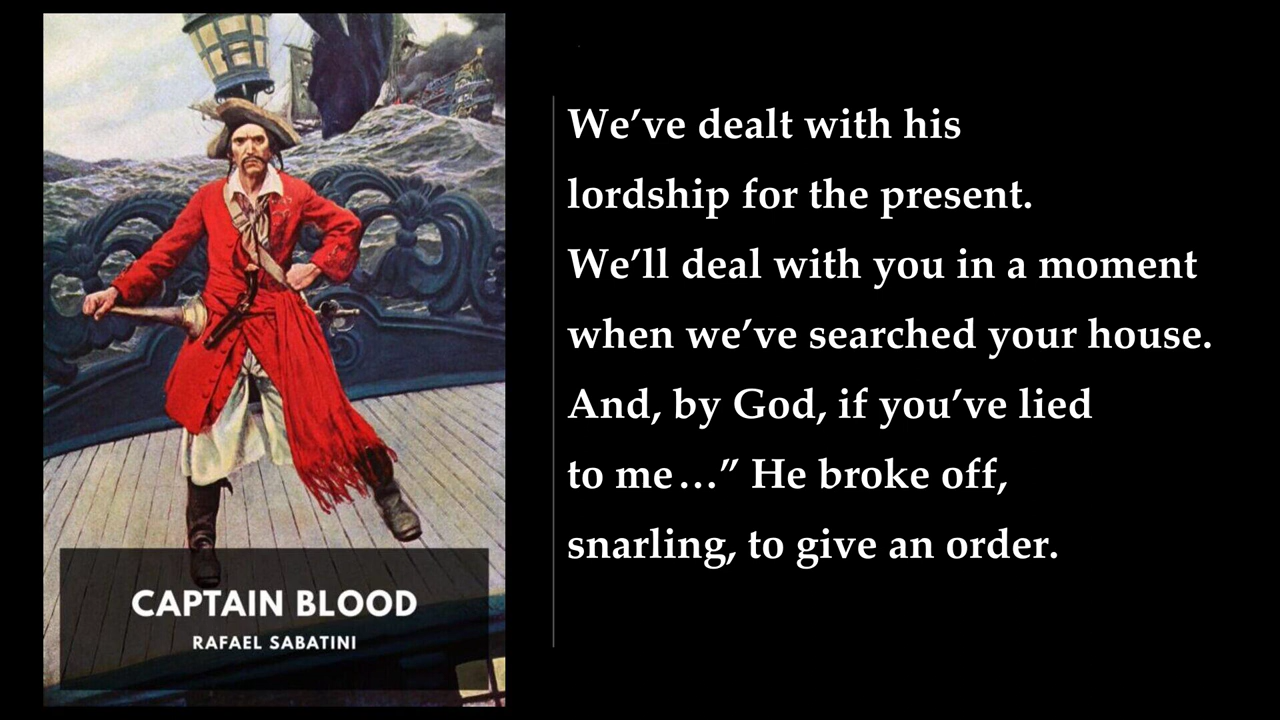 We’ve dealt with his
lordship for the present.
We’ll deal with you in a moment
when we’ve searched your house.
And, by God, if you’ve lied
to me…” He broke off,
snarling, to give an order.
CAPTAIN BLOOD
RAFAEL SABATINI